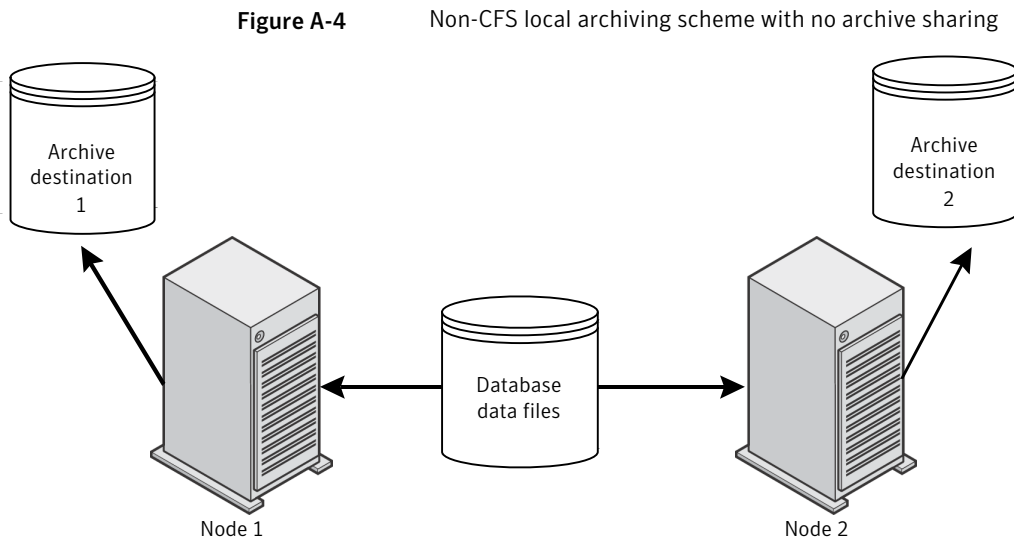 Figure A-4 Non-CFS local archiving scheme with no archive sharing
Archive
destination
1
Archive
destination
2
Database
data files
Node 1
Node 2